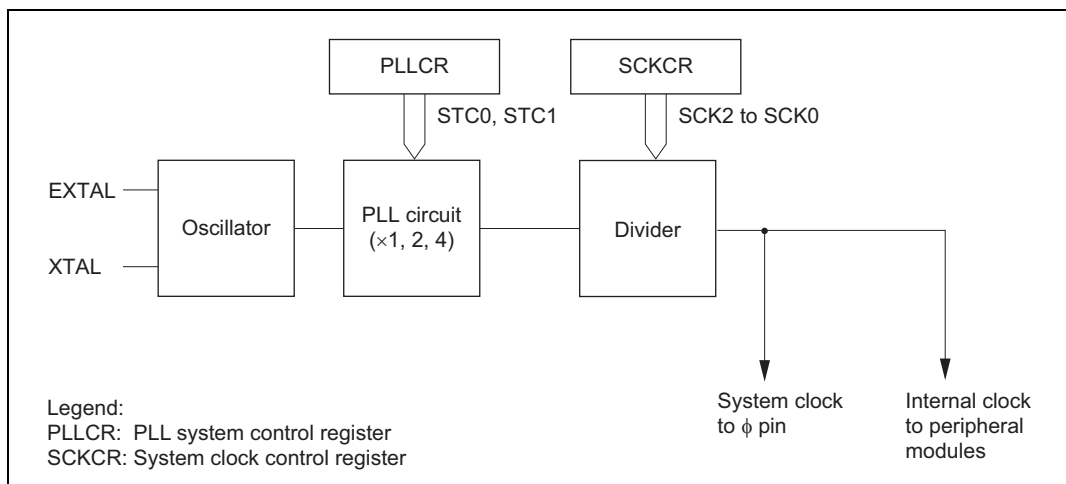 PLLCR
SCKCR
STC0, STC1
SCK2 to SCK0
EXTAL
XTAL
Oscillator
PLL circuit
(×1, 2, 4)
Divider
System clock
to ϕ pin
Internal clock
to peripheral
modules
Legend:
PLLCR: PLL system control register
SCKCR: System clock control register